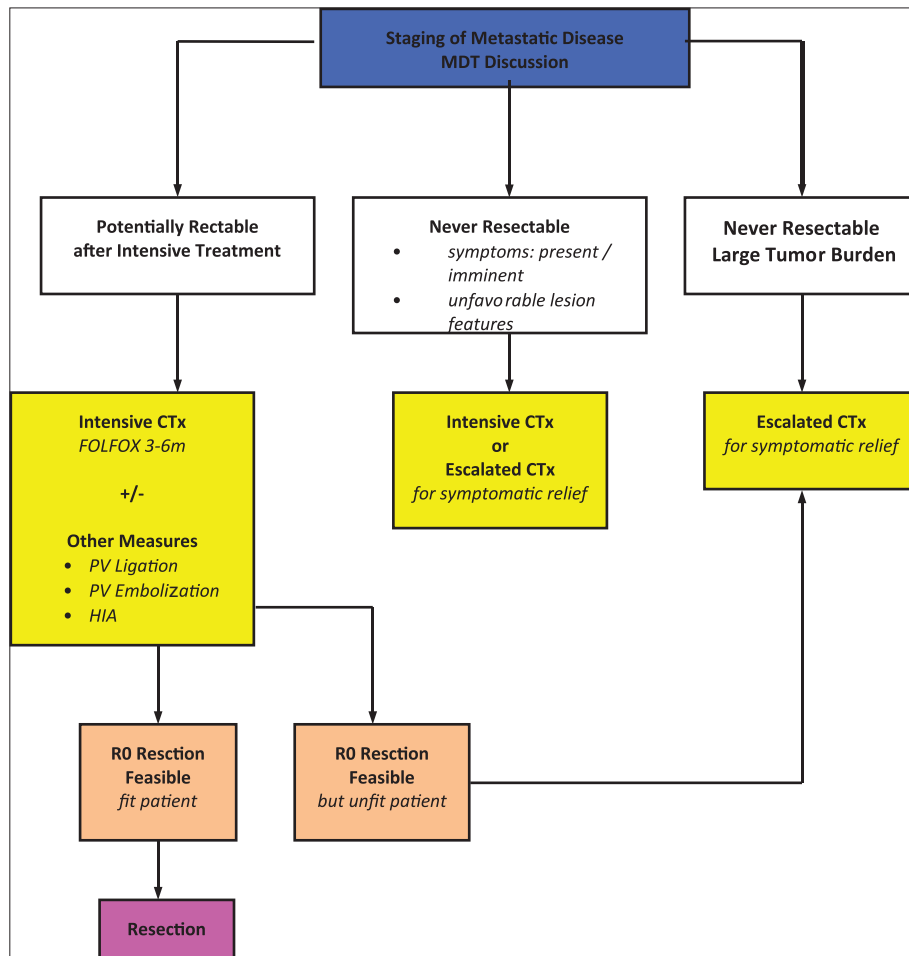 Staging of Metastatic Disease
MDT Discussion
Potentially Rectable
after Intensive Treatment
Never Resectable
• symptoms: present /
imminent
• unfavorable lesion
features
Never Resectable
Large Tumor Burden
Intensive CTx
FOLFOX 3-6m
+/-
Other Measures
• PV Ligation
• PV Embolization
• HIA
Intensive CTx
or
Escalated CTx
for symptomatic relief
Escalated CTx
for symptomatic relief
R0 Resction
Feasible
fit patient
R0 Resction
Feasible
but unfit patient
Resection